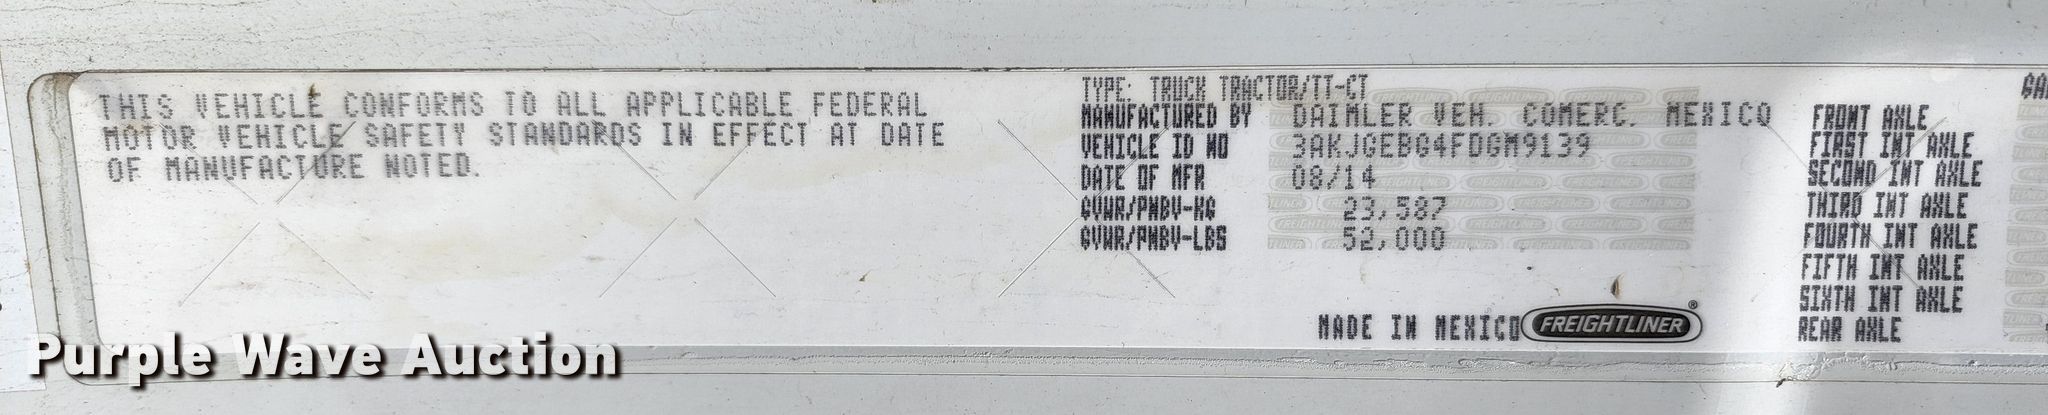 THIS VEHICLE CONFORMS TO ALL APPLICABLE FEDERAL
MOTOR VEHICLE SAFETY STANDARDS IN EFFECT AT DATE
OF MANUFACTURE NOTED.
TYPE: TRUCK TRACTOR/TT-CT
MANUFACTURED BY DAIMLER VEH. COMERC. MEXICO
VEHICLE ID NO 3AKJGEBG4FDGM9139
DATE OF MFR 08/14
GVWR/PNBV-KG 23,587
GVWR/PNBV-LBS 52,000
MADE IN MEXICO FREIGHTLINER®
FRONT AXLE
FIRST INT AXLE
SECOND INT AXLE
THIRD INT AXLE
FOURTH INT AXLE
FIFTH INT AXLE
SIXTH INT AXLE
REAR AXLE
Purple Wave Auction